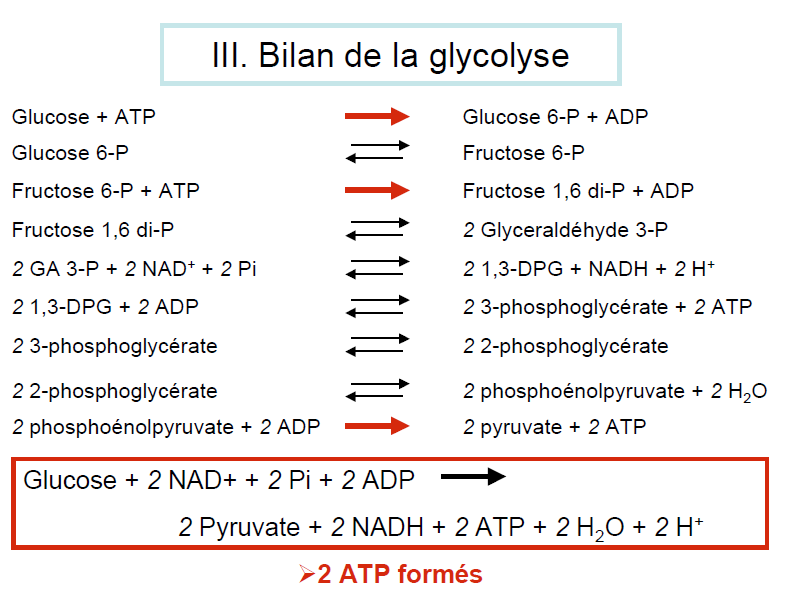 III. Bilan de la glycolyse
Glucose + ATP → Glucose 6-P + ADP
Glucose 6-P ⇌ Fructose 6-P
Fructose 6-P + ATP → Fructose 1,6 di-P + ADP
Fructose 1,6 di-P ⇌ 2 Glyceraldéhyde 3-P
2 GA 3-P + 2 NAD⁺ + 2 Pi ⇌ 2 1,3-DPG + NADH + 2 H⁺
2 1,3-DPG + 2 ADP ⇌ 2 3-phosphoglycérate + 2 ATP
2 3-phosphoglycérate ⇌ 2 2-phosphoglycérate
2 2-phosphoglycérate ⇌ 2 phosphoénolpyruvate + 2 H₂O
2 phosphoénolpyruvate + 2 ADP → 2 pyruvate + 2 ATP
Glucose + 2 NAD+ + 2 Pi + 2 ADP →
2 Pyruvate + 2 NADH + 2 ATP + 2 H₂O + 2 H⁺
➢2 ATP formés